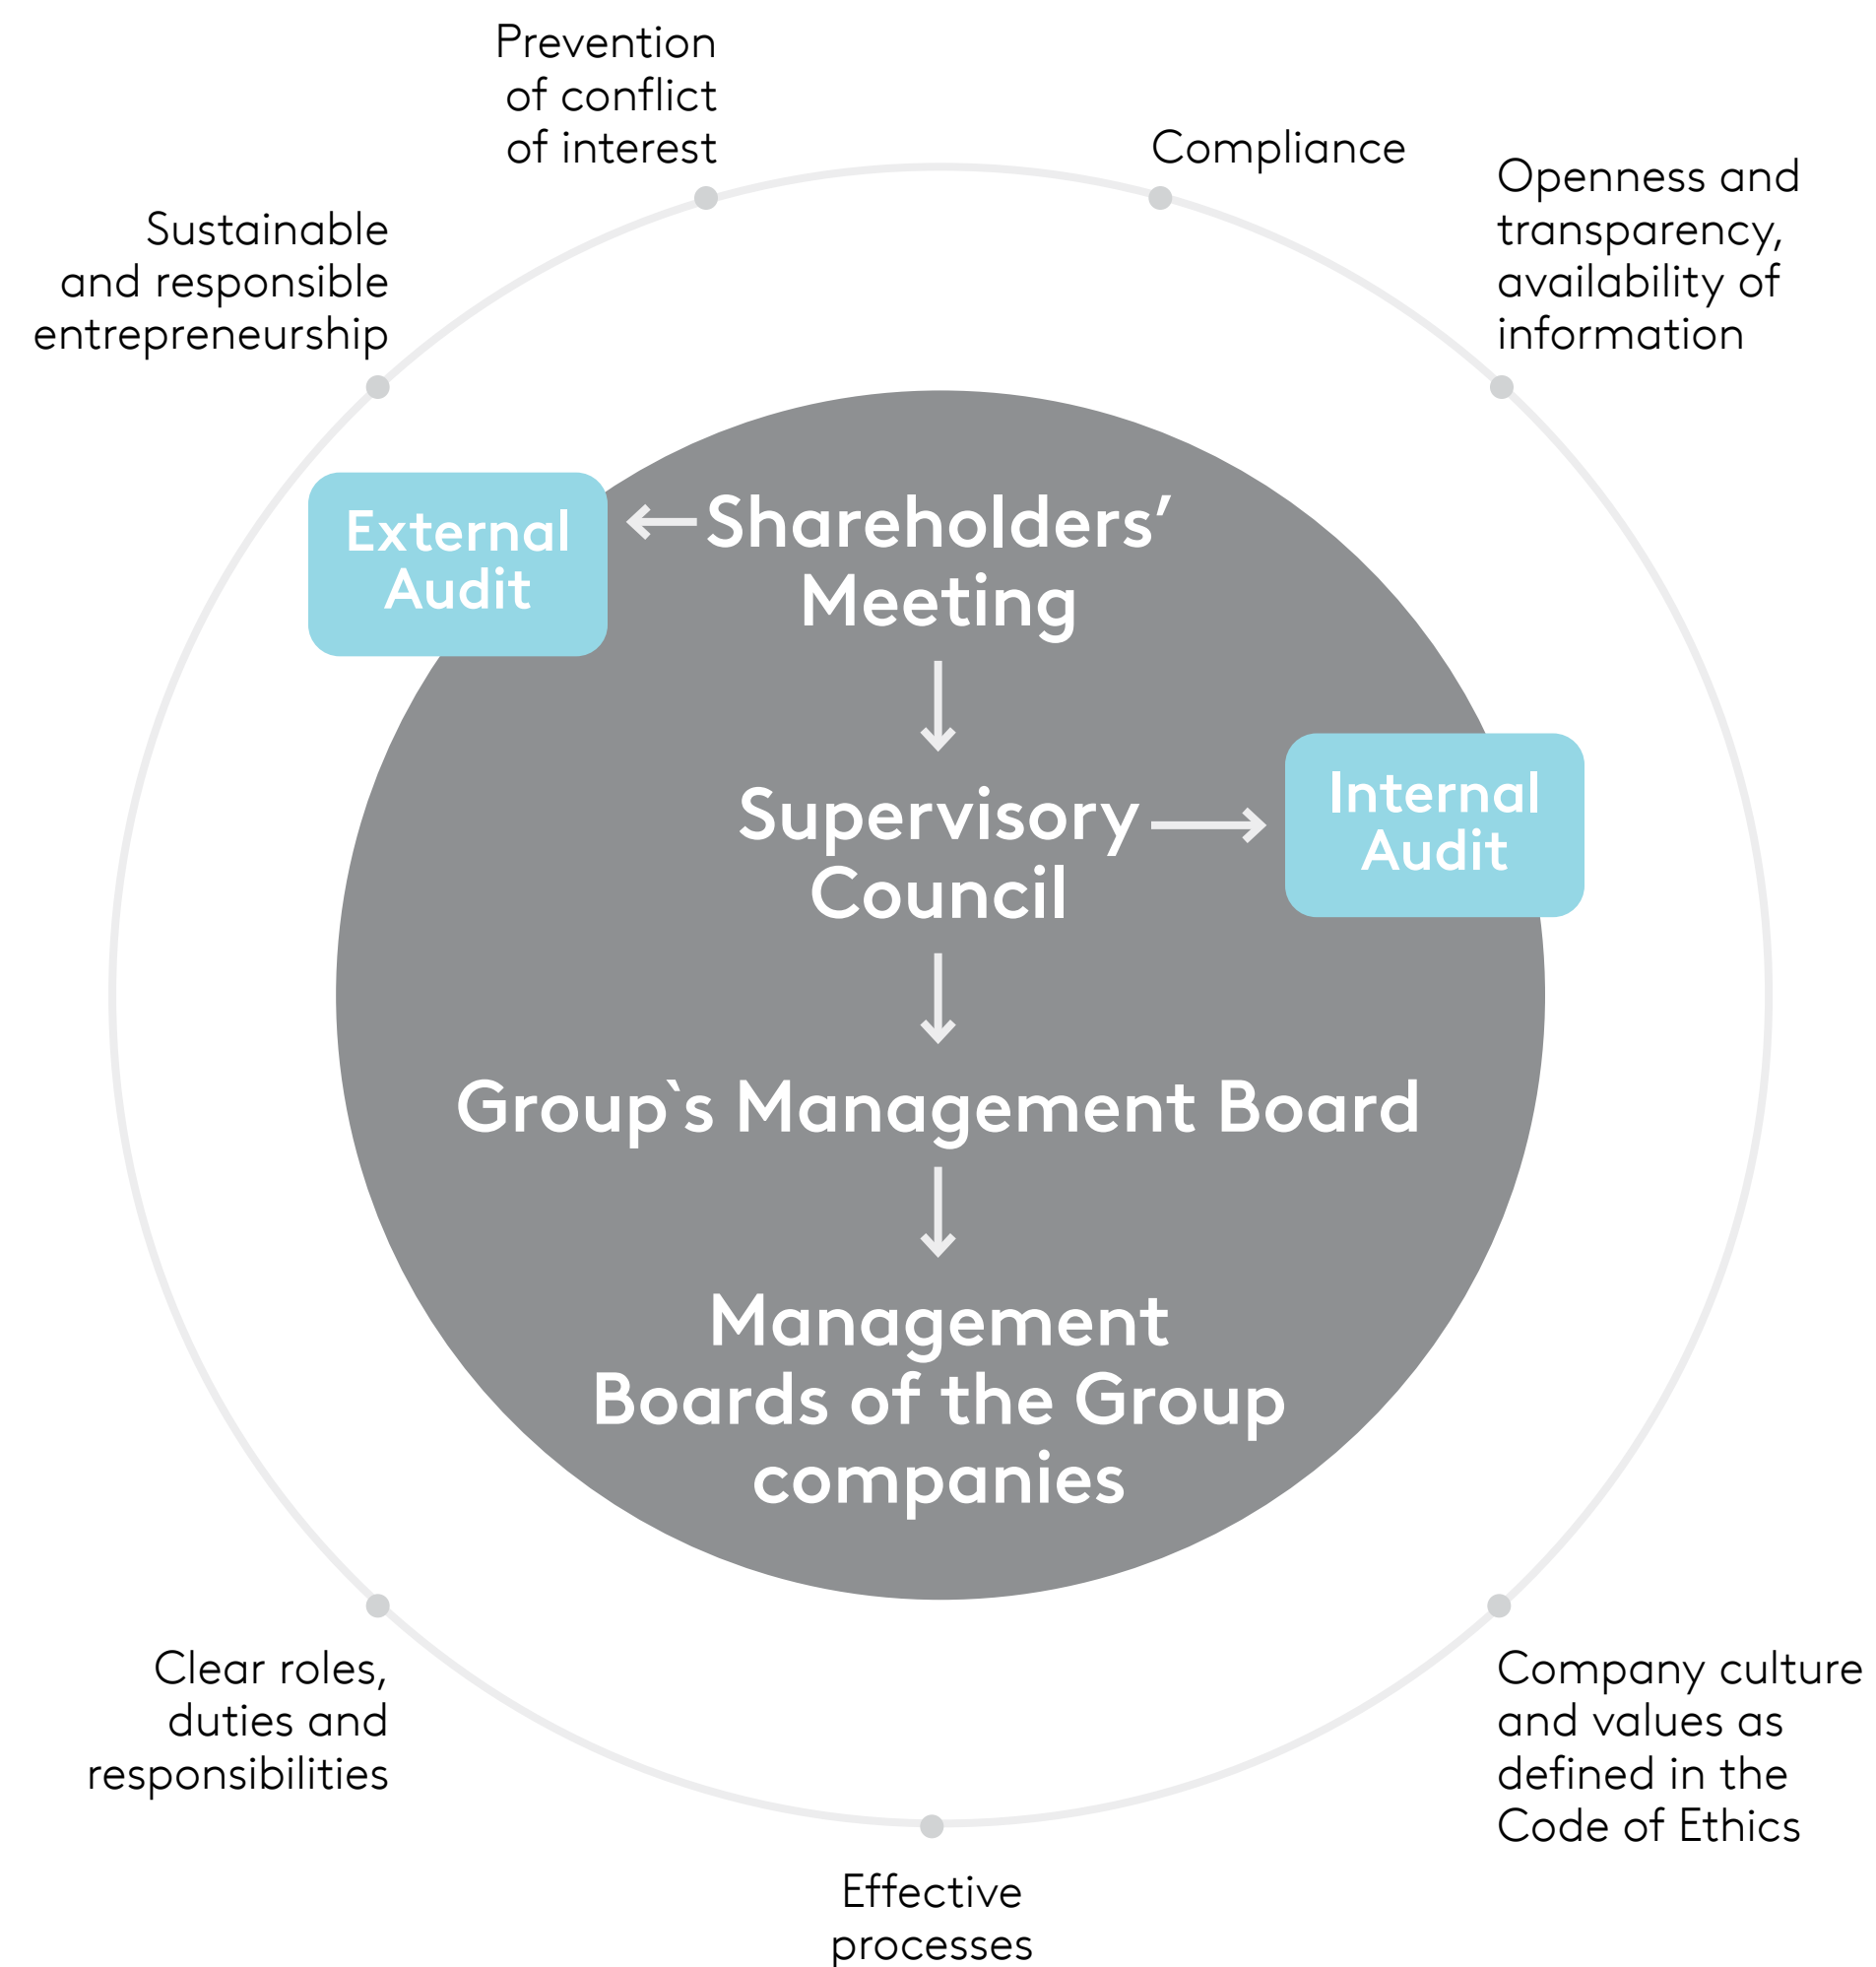 Prevention
of conflict
of interest
Compliance
Openness and
transparency,
availability of
information
Sustainable
and responsible
entrepreneurship
External
Audit
Shareholders’
Meeting
Supervisory
Council
Internal
Audit
Group`s Management Board
Management
Boards of the Group
companies
Clear roles,
duties and
responsibilities
Company culture
and values as
defined in the
Code of Ethics
Effective
processes